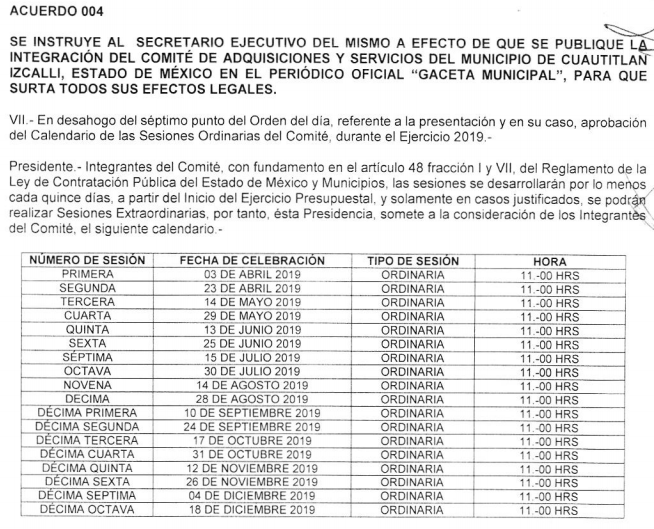 ACUERDO 004
SE INSTRUYE AL SECRETARIO EJECUTIVO DEL MISMO A EFECTO DE QUE SE PUBLIQUE LA
INTEGRACIÓN DEL COMITÉ DE ADQUISICIONES Y SERVICIOS DEL MUNICIPIO DE CUAUTITLAN
IZCALLI, ESTADO DE MÉXICO EN EL PERIÓDICO OFICIAL “GACETA MUNICIPAL”, PARA QUE
SURTA TODOS SUS EFECTOS LEGALES.
VII.- En desahogo del séptimo punto del Orden del día, referente a la presentación y en su caso, aprobación
del Calendario de las Sesiones Ordinarias del Comité, durante el Ejercicio 2019.-
Presidente.- Integrantes del Comité, con fundamento en el artículo 48 fracción I y VII, del Reglamento de la
Ley de Contratación Pública del Estado de México y Municipios, las sesiones se desarrollarán por lo menos
cada quince días, a partir del Inicio del Ejercicio Presupuestal, y solamente en casos justificados, se podrán
realizar Sesiones Extraordinarias, por tanto, ésta Presidencia, somete a la consideración de los Integrantes
del Comité, el siguiente calendario.-
NÚMERO DE SESIÓN FECHA DE CELEBRACIÓN TIPO DE SESIÓN HORA
PRIMERA 03 DE ABRIL 2019 ORDINARIA 11.-00 HRS
SEGUNDA 23 DE ABRIL 2019 ORDINARIA 11.-00 HRS
TERCERA 14 DE MAYO 2019 ORDINARIA 11.-00 HRS
CUARTA 29 DE MAYO 2019 ORDINARIA 11.-00 HRS
QUINTA 13 DE JUNIO 2019 ORDINARIA 11.-00 HRS
SEXTA 25 DE JUNIO 2019 ORDINARIA 11.-00 HRS
SÉPTIMA 15 DE JULIO 2019 ORDINARIA 11.-00 HRS
OCTAVA 30 DE JULIO 2019 ORDINARIA 11.-00 HRS
NOVENA 14 DE AGOSTO 2019 ORDINARIA 11.-00 HRS
DECIMA 28 DE AGOSTO 2019 ORDINARIA 11.-00 HRS
DÉCIMA PRIMERA 10 DE SEPTIEMBRE 2019 ORDINARIA 11.-00 HRS
DÉCIMA SEGUNDA 24 DE SEPTIEMBRE 2019 ORDINARIA 11.-00 HRS
DÉCIMA TERCERA 17 DE OCTUBRE 2019 ORDINARIA 11.-00 HRS
DÉCIMA CUARTA 31 DE OCTUBRE 2019 ORDINARIA 11.-00 HRS
DÉCIMA QUINTA 12 DE NOVIEMBRE 2019 ORDINARIA 11.-00 HRS
DÉCIMA SEXTA 26 DE NOVIEMBRE 2019 ORDINARIA 11.-00 HRS
DÉCIMA SEPTIMA 04 DE DICIEMBRE 2019 ORDINARIA 11.-00 HRS
DÉCIMA OCTAVA 18 DE DICIEMBRE 2019 ORDINARIA 11.-00 HRS